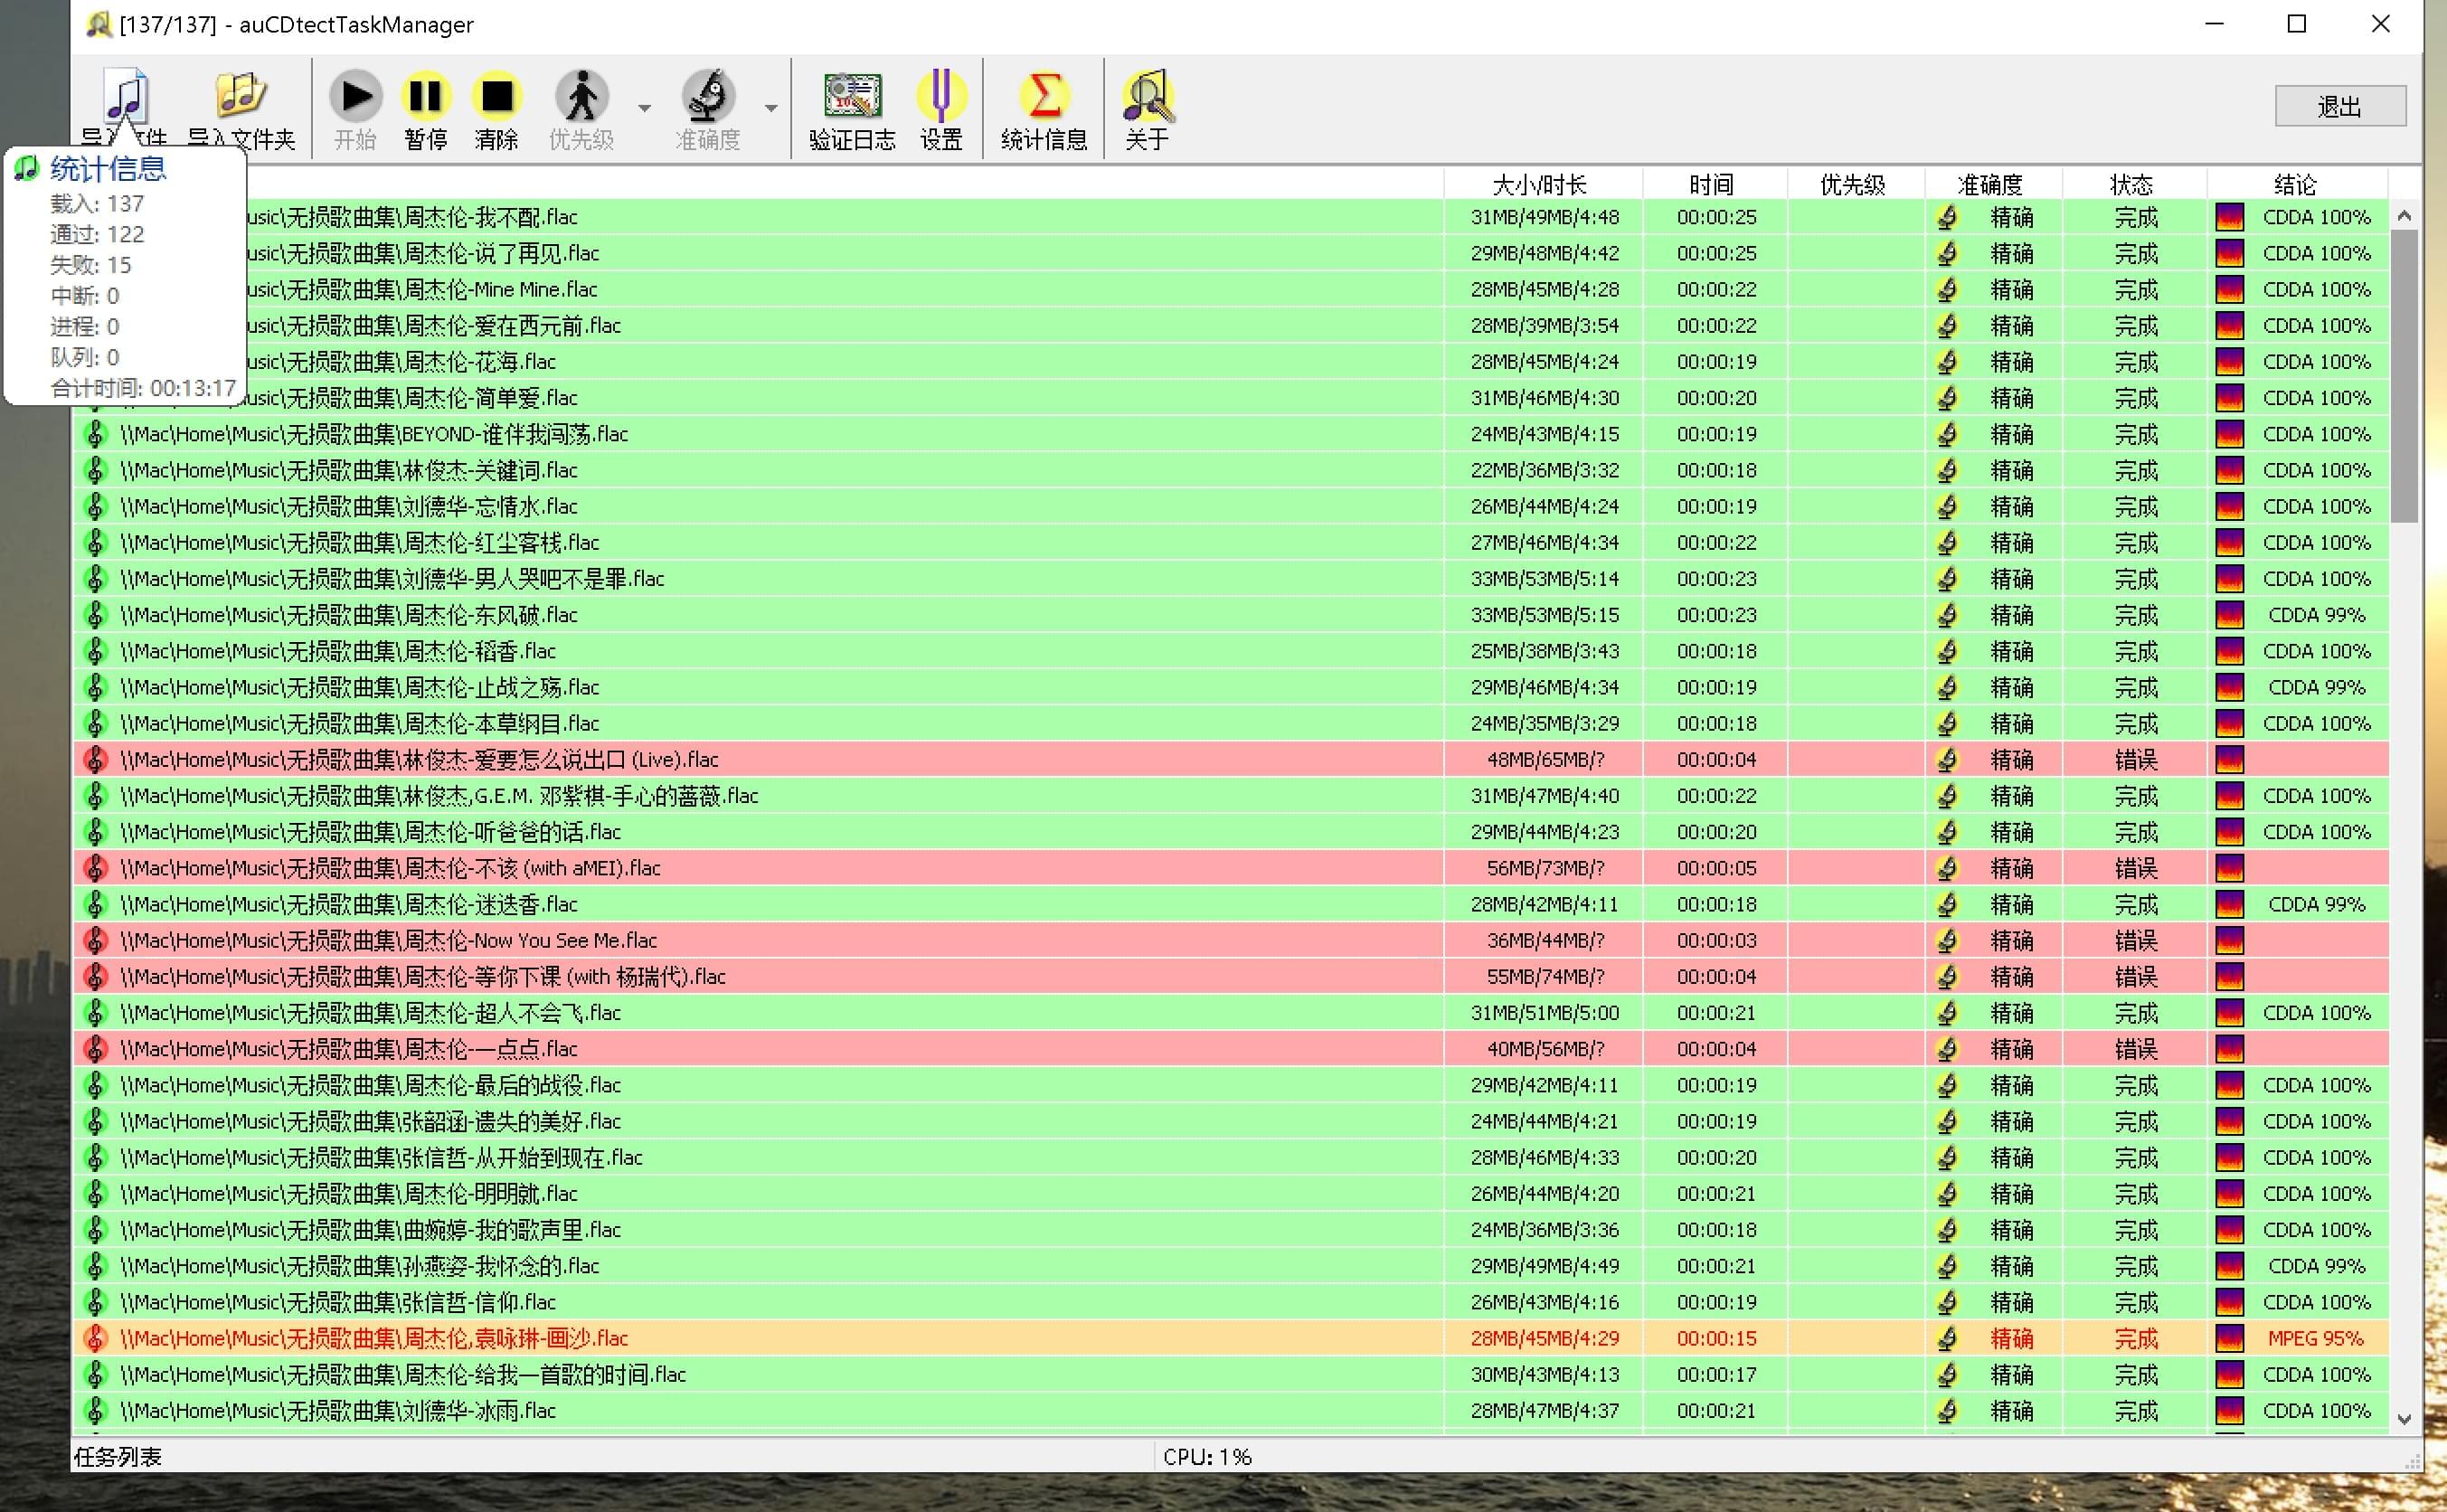 [137/137] - auCDtectTaskManager
导入文件 导入文件夹 开始 暂停 清除 优先级 准确度 验证日志 设置 统计信息 关于 退出
统计信息
载入: 137
通过: 122
失败: 15
中断: 0
进程: 0
队列: 0
合计时间: 00:13:17
大小/时长 时间 优先级 准确度 状态 结论
usic\无损歌曲集\周杰伦-我不配.flac 31MB/49MB/4:48 00:00:25 精确 完成 CDDA 100%
usic\无损歌曲集\周杰伦-说了再见.flac 29MB/48MB/4:42 00:00:25 精确 完成 CDDA 100%
usic\无损歌曲集\周杰伦-Mine Mine.flac 28MB/45MB/4:28 00:00:22 精确 完成 CDDA 100%
usic\无损歌曲集\周杰伦-爱在西元前.flac 28MB/39MB/3:54 00:00:22 精确 完成 CDDA 100%
usic\无损歌曲集\周杰伦-花海.flac 28MB/45MB/4:24 00:00:19 精确 完成 CDDA 100%
usic\无损歌曲集\周杰伦-简单爱.flac 31MB/46MB/4:30 00:00:20 精确 完成 CDDA 100%
\\Mac\Home\Music\无损歌曲集\BEYOND-谁伴我闯荡.flac 24MB/43MB/4:15 00:00:19 精确 完成 CDDA 100%
\\Mac\Home\Music\无损歌曲集\林俊杰-关键词.flac 22MB/36MB/3:32 00:00:18 精确 完成 CDDA 100%
\\Mac\Home\Music\无损歌曲集\刘德华-忘情水.flac 26MB/44MB/4:24 00:00:19 精确 完成 CDDA 100%
\\Mac\Home\Music\无损歌曲集\周杰伦-红尘客栈.flac 27MB/46MB/4:34 00:00:22 精确 完成 CDDA 100%
\\Mac\Home\Music\无损歌曲集\刘德华-男人哭吧不是罪.flac 33MB/53MB/5:14 00:00:23 精确 完成 CDDA 100%
\\Mac\Home\Music\无损歌曲集\周杰伦-东风破.flac 33MB/53MB/5:15 00:00:23 精确 完成 CDDA 99%
\\Mac\Home\Music\无损歌曲集\周杰伦-稻香.flac 25MB/38MB/3:43 00:00:18 精确 完成 CDDA 100%
\\Mac\Home\Music\无损歌曲集\周杰伦-止战之殇.flac 29MB/46MB/4:34 00:00:19 精确 完成 CDDA 99%
\\Mac\Home\Music\无损歌曲集\周杰伦-本草纲目.flac 24MB/35MB/3:29 00:00:18 精确 完成 CDDA 100%
\\Mac\Home\Music\无损歌曲集\林俊杰-爱要怎么说出口 (Live).flac 48MB/65MB/? 00:00:04 精确 错误
\\Mac\Home\Music\无损歌曲集\林俊杰,G.E.M. 邓紫棋-手心的蔷薇.flac 31MB/47MB/4:40 00:00:22 精确 完成 CDDA 100%
\\Mac\Home\Music\无损歌曲集\周杰伦-听爸爸的话.flac 29MB/44MB/4:23 00:00:20 精确 完成 CDDA 100%
\\Mac\Home\Music\无损歌曲集\周杰伦-不该 (with aMEI).flac 56MB/73MB/? 00:00:05 精确 错误
\\Mac\Home\Music\无损歌曲集\周杰伦-迷迭香.flac 28MB/42MB/4:11 00:00:18 精确 完成 CDDA 99%
\\Mac\Home\Music\无损歌曲集\周杰伦-Now You See Me.flac 36MB/44MB/? 00:00:03 精确 错误
\\Mac\Home\Music\无损歌曲集\周杰伦-等你下课 (with 杨瑞代).flac 55MB/74MB/? 00:00:04 精确 错误
\\Mac\Home\Music\无损歌曲集\周杰伦-超人不会飞.flac 31MB/51MB/5:00 00:00:21 精确 完成 CDDA 100%
\\Mac\Home\Music\无损歌曲集\周杰伦-一点点.flac 40MB/56MB/? 00:00:04 精确 错误
\\Mac\Home\Music\无损歌曲集\周杰伦-最后的战役.flac 29MB/42MB/4:11 00:00:19 精确 完成 CDDA 100%
\\Mac\Home\Music\无损歌曲集\张韶涵-遗失的美好.flac 24MB/44MB/4:21 00:00:19 精确 完成 CDDA 100%
\\Mac\Home\Music\无损歌曲集\张信哲-从开始到现在.flac 28MB/46MB/4:33 00:00:20 精确 完成 CDDA 100%
\\Mac\Home\Music\无损歌曲集\周杰伦-明明就.flac 26MB/44MB/4:20 00:00:21 精确 完成 CDDA 100%
\\Mac\Home\Music\无损歌曲集\曲婉婷-我的歌声里.flac 24MB/36MB/3:36 00:00:18 精确 完成 CDDA 100%
\\Mac\Home\Music\无损歌曲集\孙燕姿-我怀念的.flac 29MB/49MB/4:49 00:00:21 精确 完成 CDDA 99%
\\Mac\Home\Music\无损歌曲集\张信哲-信仰.flac 26MB/43MB/4:16 00:00:19 精确 完成 CDDA 100%
\\Mac\Home\Music\无损歌曲集\周杰伦,袁咏琳-画沙.flac 28MB/45MB/4:29 00:00:15 精确 完成 MPEG 95%
\\Mac\Home\Music\无损歌曲集\周杰伦-给我一首歌的时间.flac 30MB/43MB/4:13 00:00:17 精确 完成 CDDA 100%
\\Mac\Home\Music\无损歌曲集\刘德华-冰雨.flac 28MB/47MB/4:37 00:00:21 精确 完成 CDDA 100%
任务列表 CPU: 1%